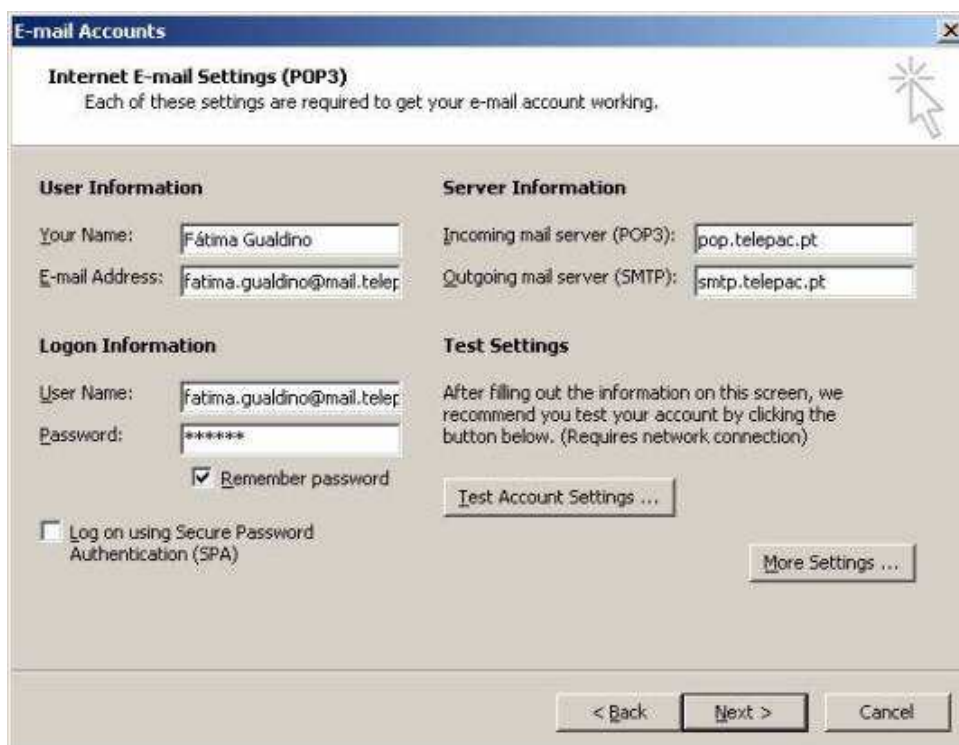 E-mail Accounts
Internet E-mail Settings (POP3)
Each of these settings are required to get your e-mail account working.
User Information
Your Name: Fátima Gualdino
E-mail Address: fatima.gualdino@mail.telep
Logon Information
User Name: fatima.gualdino@mail.telep
Password: ******
Remember password
Log on using Secure Password
Authentication (SPA)
Server Information
Incoming mail server (POP3): pop.telepac.pt
Outgoing mail server (SMTP): smtp.telepac.pt
Test Settings
After filling out the information on this screen, we
recommend you test your account by clicking the
button below. (Requires network connection)
Test Account Settings ...
More Settings ...
< Back
Next >
Cancel